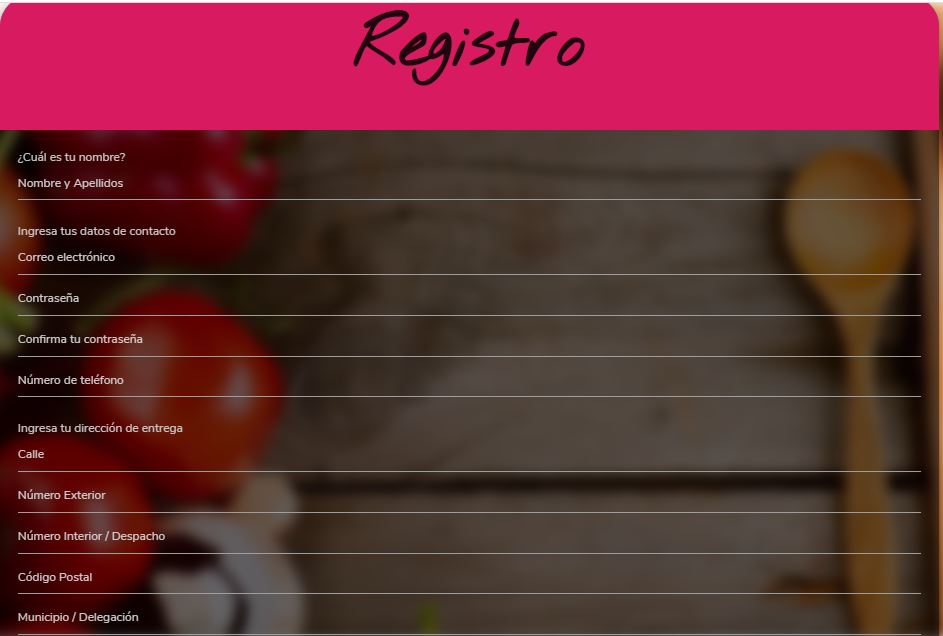 Registro
¿Cuál es tu nombre?
Nombre y Apellidos
Ingresa tus datos de contacto
Correo electrónico
Contraseña
Confirma tu contraseña
Número de teléfono
Ingresa tu dirección de entrega
Calle
Número Exterior
Número Interior / Despacho
Código Postal
Municipio / Delegación